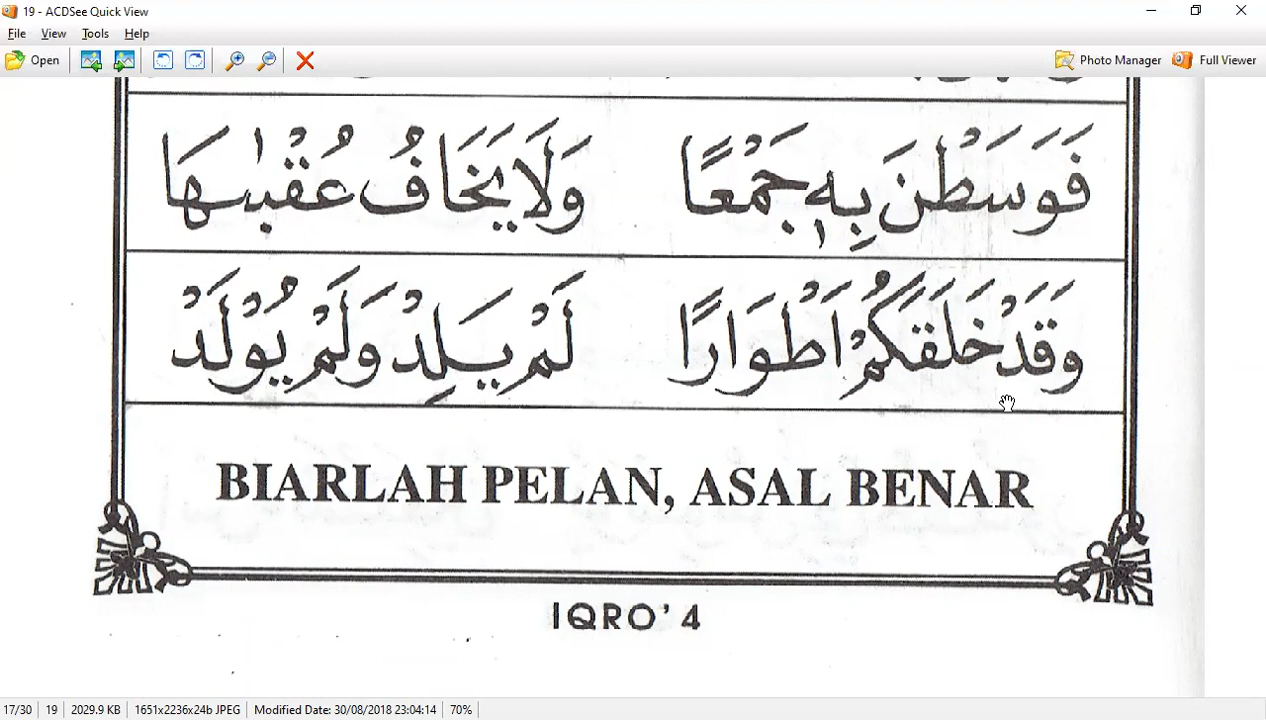 19 - ACDSee Quick View
File View Tools Help
Open Photo Manager Full Viewer
فَوَسَطْنَ بِهٖ جَمْعًا وَلَا يَخَافُ عُقْبٰىهَا
وَقَدْ خَلَقَكُمْ اَطْوَارًا لَمْ يَلِدْ وَلَمْ يُوْلَدْ
BIARLAH PELAN, ASAL BENAR
IQRO' 4
17/30 19 2029.9 KB 1651x2236x24b JPEG Modified Date: 30/08/2018 23:04:14 70%